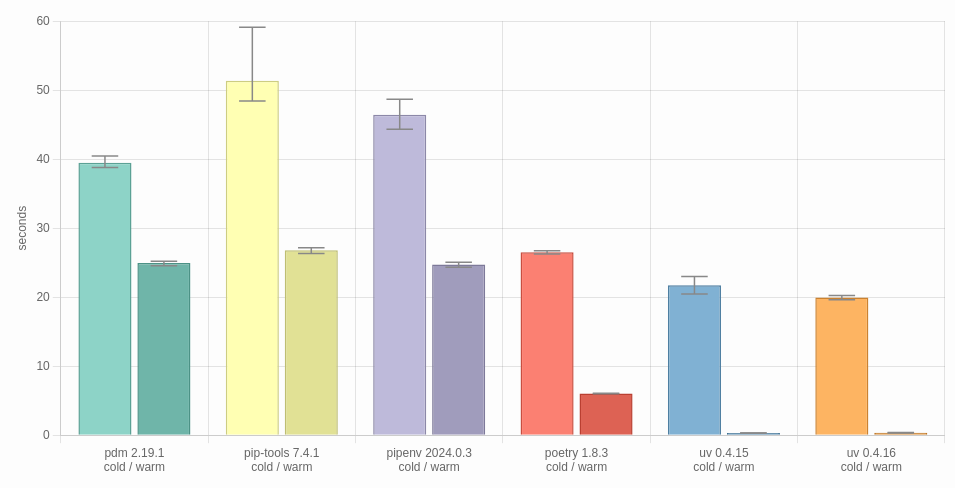 60
50
40
30
20
10
0
seconds
pdm 2.19.1
cold / warm
pip-tools 7.4.1
cold / warm
pipenv 2024.0.3
cold / warm
poetry 1.8.3
cold / warm
uv 0.4.15
cold / warm
uv 0.4.16
cold / warm